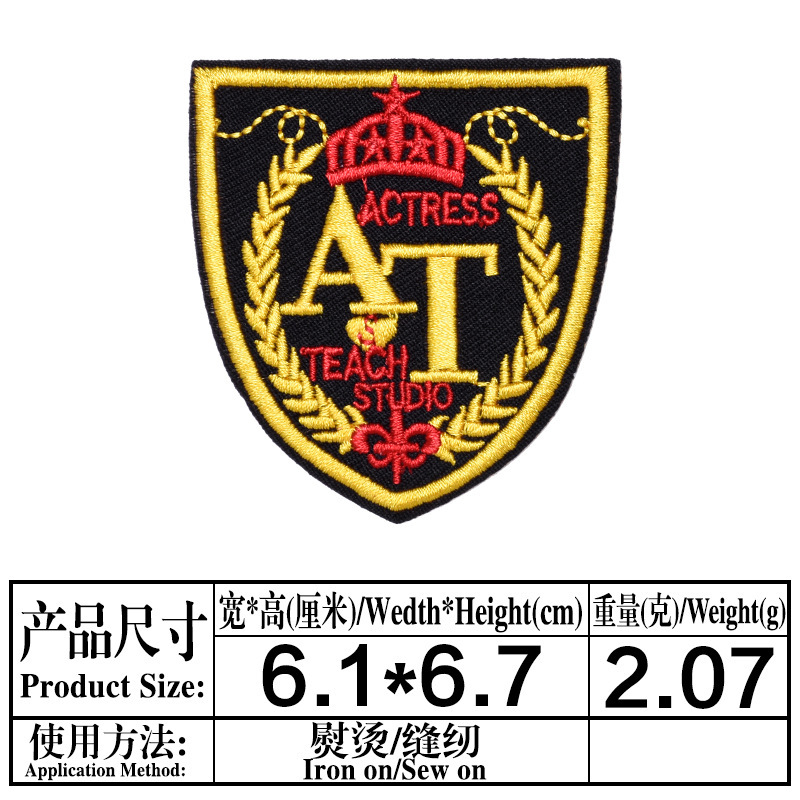 ACTRESS
AT
S
TEACH
STUDIO
产品尺寸
Product Size:
宽*高(厘米)/Wedth*Height(cm)
6.1*6.7
重量(克)/Weight(g)
2.07
使用方法:
Application Method:
熨烫/缝纫
Iron on/Sew on